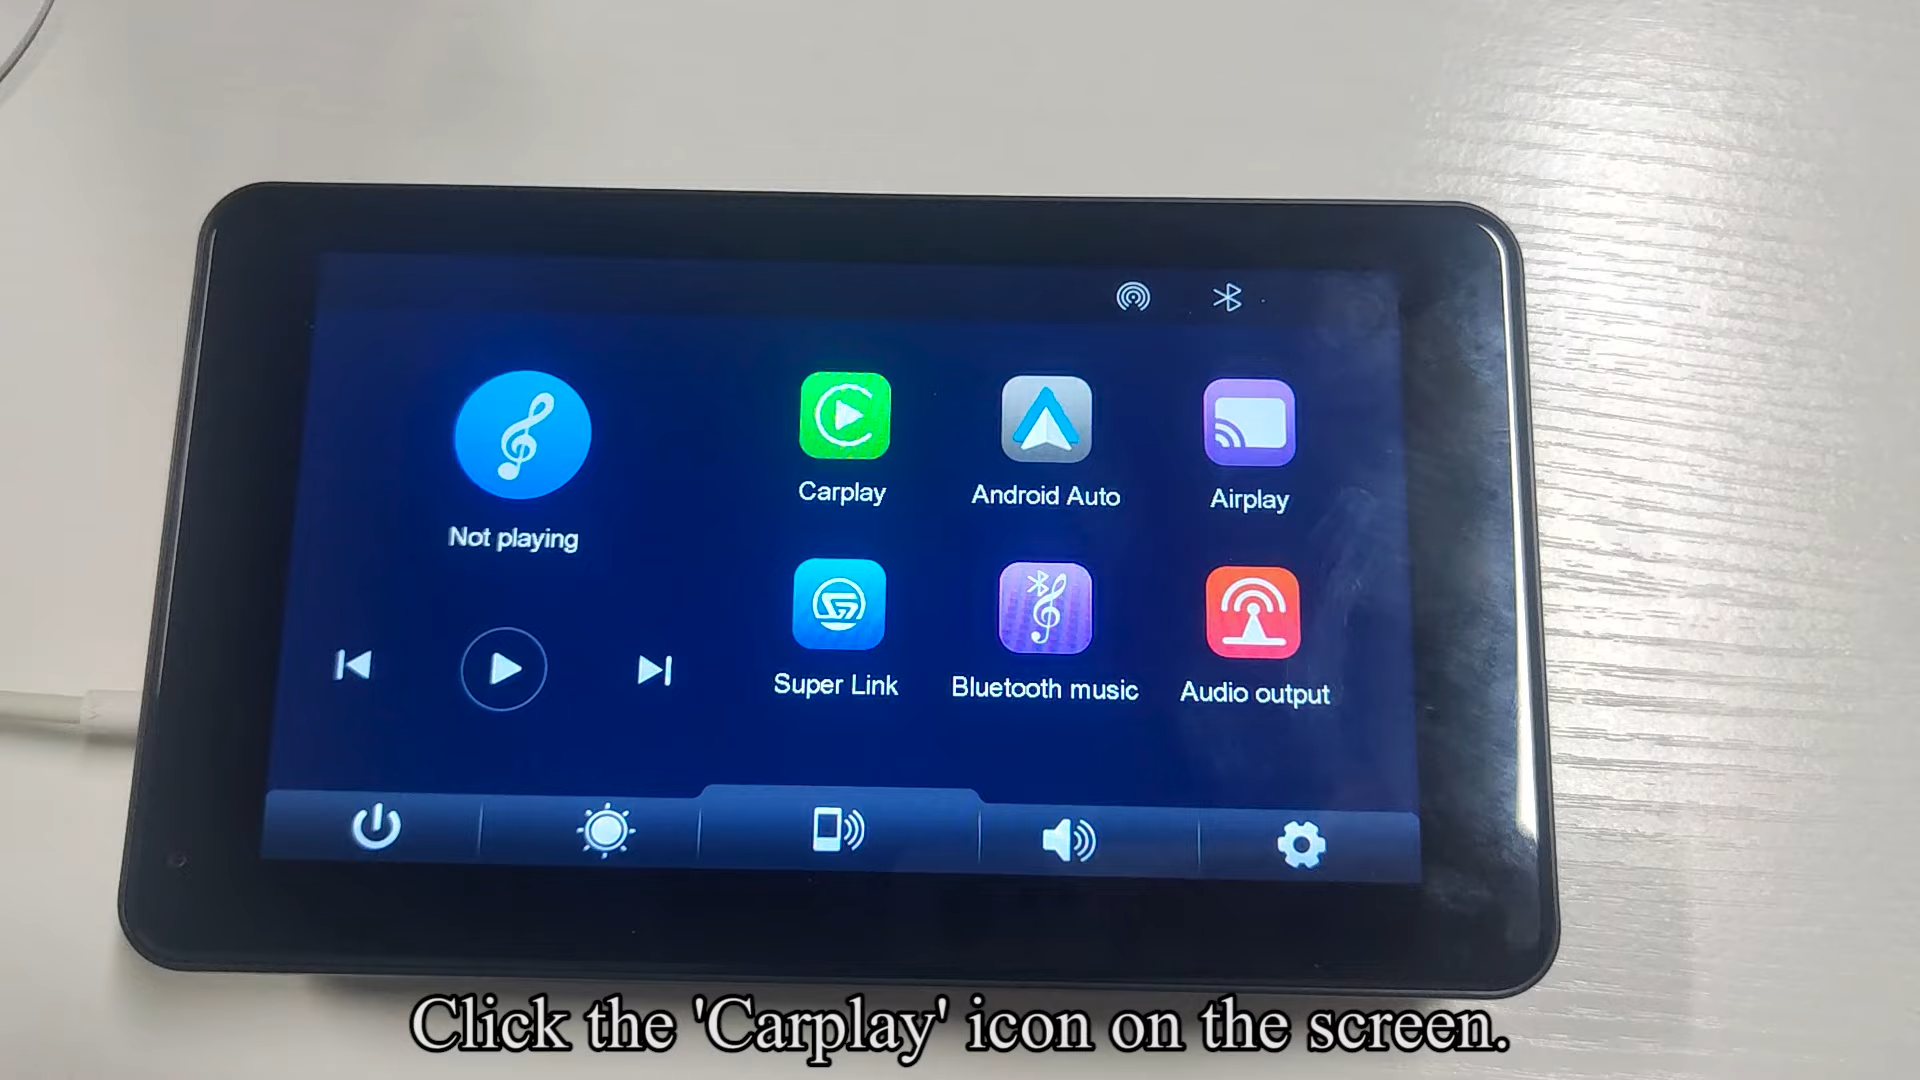 Not playing
Carplay
Android Auto
Airplay
Super Link
Bluetooth music
Audio output
Click the 'Carplay' icon on the screen.